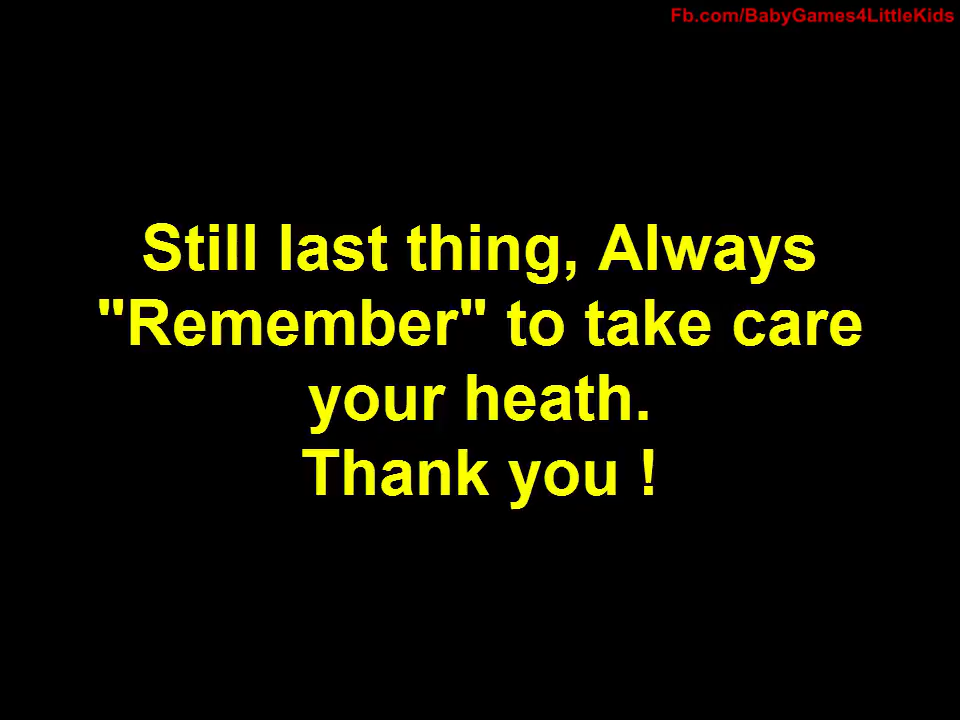 Fb.com/BabyGames4LittleKids
Still last thing, Always
"Remember" to take care
your heath.
Thank you !